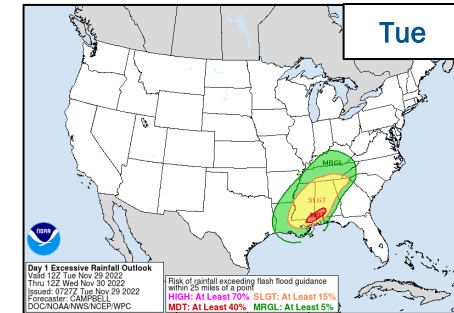 Tue
MRGL
SLGT
NOAA
Day 1 Excessive Rainfall Outlook
Valid 12Z Tue Nov 29 2022
Thru 12Z Wed Nov 30 2022
Issued: 0727Z Tue Nov 29 2022
Forecaster: CAMPBELL
DOC/NOAA/NWS/NCEP/WPC
Risk of rainfall exceeding flash flood guidance
within 25 miles of a point
HIGH: At Least 70% SLGT: At Least 15%
MDT: At Least 40% MRGL: At Least 5%